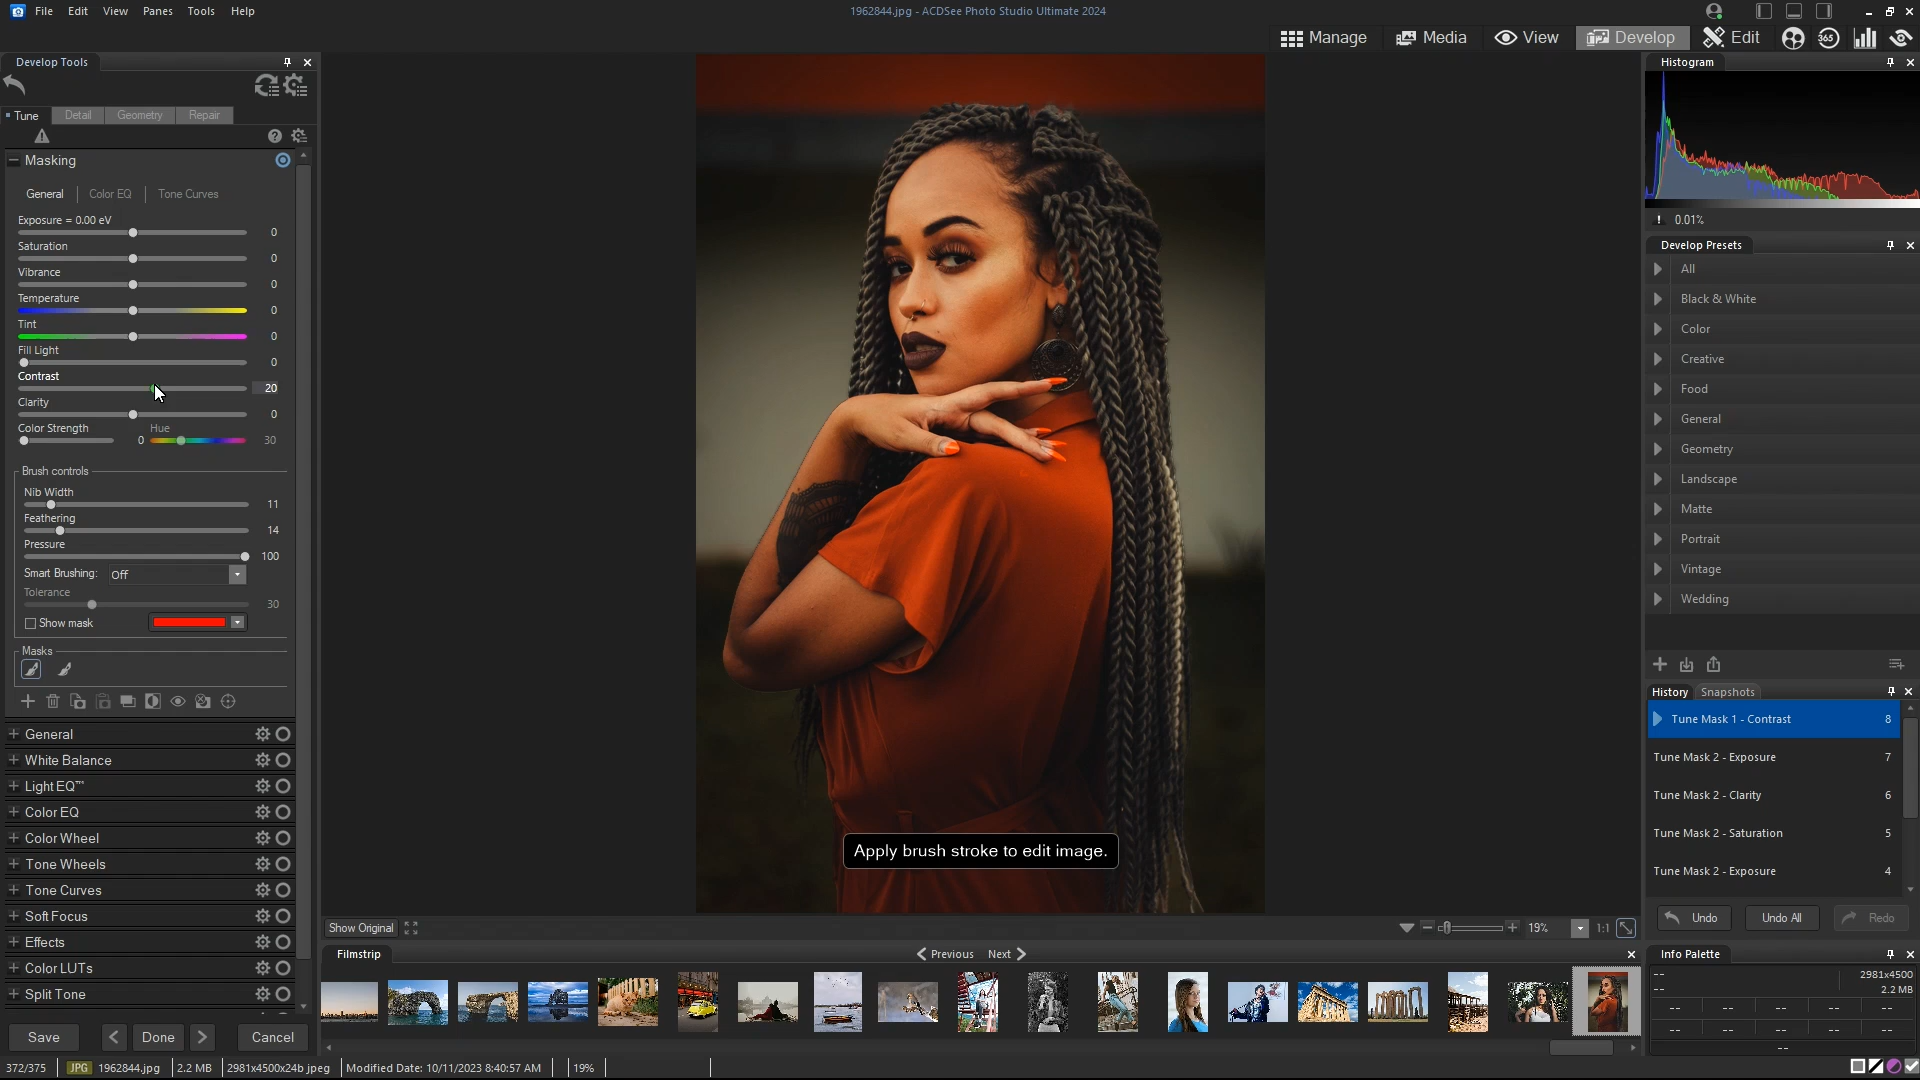 File Edit View Panes Tools Help
1962844.jpg - ACDSee Photo Studio Ultimate 2024
Manage Media View Develop Edit 365
Develop Tools
Tune Detail Geometry Repair
Masking
General Color EQ Tone Curves
Exposure = 0.00 eV
0
Saturation
0
Vibrance
0
Temperature
0
Tint
0
Fill Light
0
Contrast
20
Clarity
0
Color Strength Hue
0 30
Brush controls
Nib Width
11
Feathering
14
Pressure
100
Smart Brushing: Off
Tolerance
30
Show mask
Masks
General
White Balance
Light EQ™
Color EQ
Color Wheel
Tone Wheels
Tone Curves
Soft Focus
Effects
Color LUTs
Split Tone
Save Done Cancel
Apply brush stroke to edit image.
Show Original
19% 1:1
Filmstrip
Previous Next
Histogram
! 0.01%
Develop Presets
All
Black & White
Color
Creative
Food
General
Geometry
Landscape
Matte
Portrait
Vintage
Wedding
History Snapshots
Tune Mask 1 - Contrast 8
Tune Mask 2 - Exposure 7
Tune Mask 2 - Clarity 6
Tune Mask 2 - Saturation 5
Tune Mask 2 - Exposure 4
Undo Undo All Redo
Info Palette
-- 2981x4500
-- 2.2 MB
-- -- -- -- --
-- -- -- -- --
--
372/375 JPG 1962844.jpg 2.2 MB 2981x4500x24b jpeg Modified Date: 10/11/2023 8:40:57 AM 19%